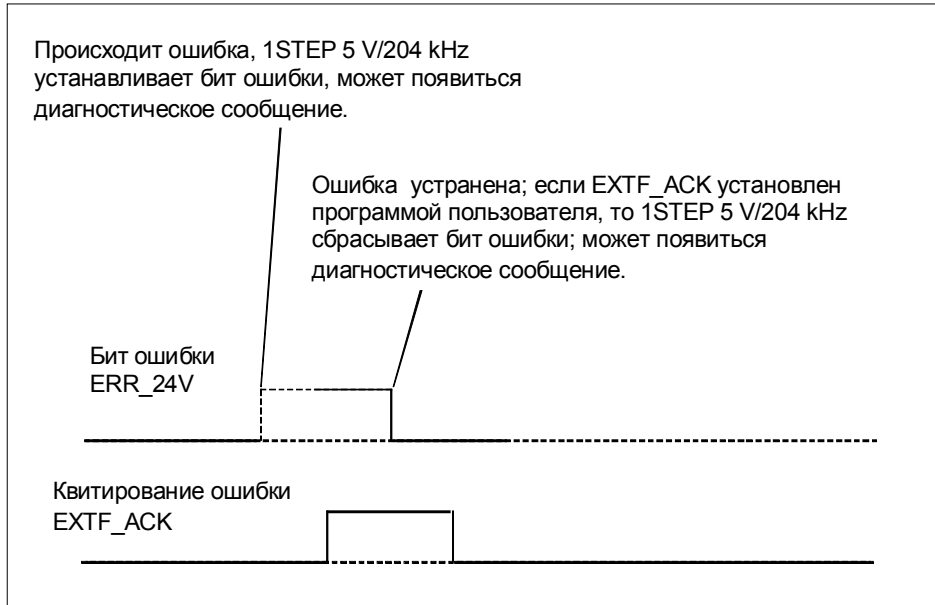 Происходит ошибка, 1STEP 5 V/204 kHz
устанавливает бит ошибки, может появиться
диагностическое сообщение.
Ошибка устранена; если EXTF_ACK установлен
программой пользователя, то 1STEP 5 V/204 kHz
сбрасывает бит ошибки; может появиться
диагностическое сообщение.
Бит ошибки
ERR_24V
Квитирование ошибки
EXTF_ACK